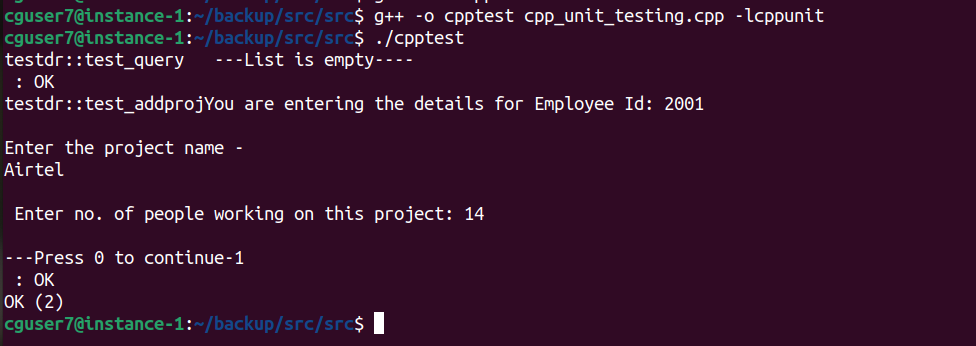 cguser7@instance-1:~/backup/src/src$ g++ -o cpptest cpp_unit_testing.cpp -lcppunit
cguser7@instance-1:~/backup/src/src$ ./cpptest
testdr::test_query   ---List is empty----
 : OK
testdr::test_addprojYou are entering the details for Employee Id: 2001
Enter the project name -
Airtel
 Enter no. of people working on this project: 14
---Press 0 to continue-1
 : OK
OK (2)
cguser7@instance-1:~/backup/src/src$